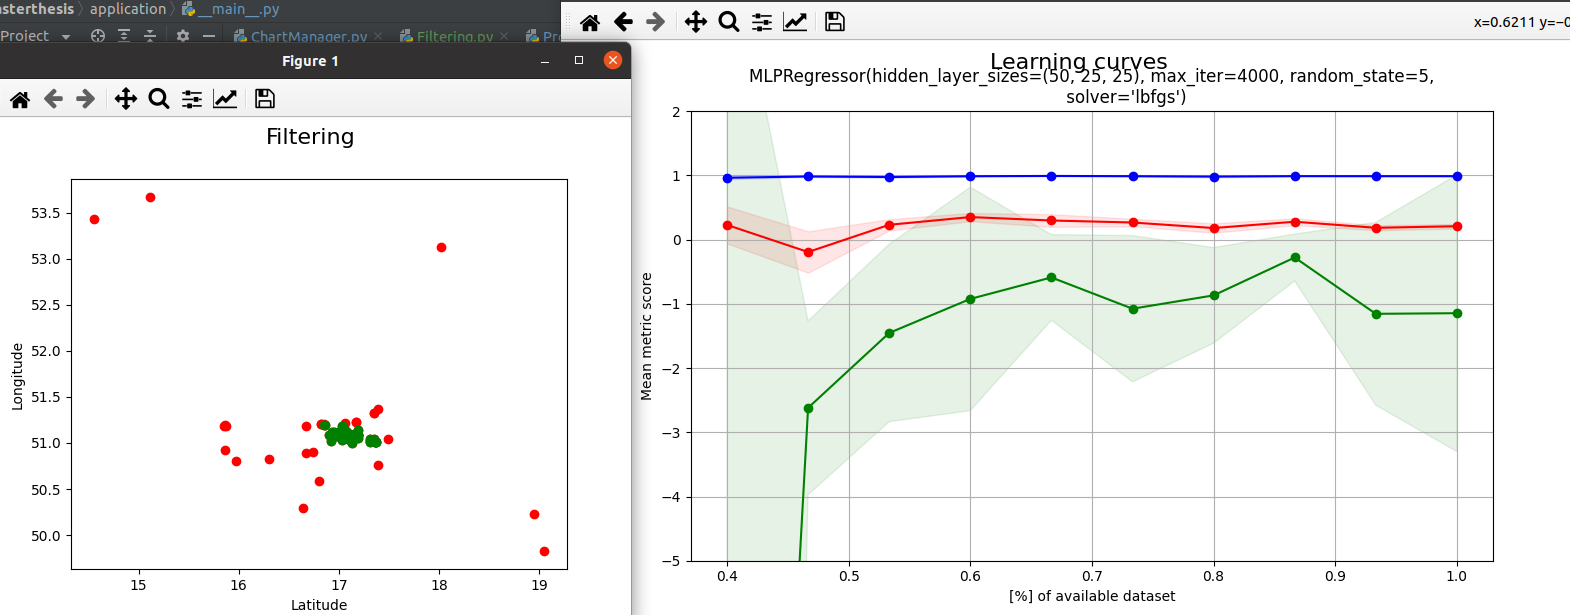 asterthesis application __main__.py
Project ChartManager.py Filtering.py
Figure 1
Filtering
53.5
53.0
52.5
52.0
51.5
51.0
50.5
50.0
Longitude
15 16 17 18 19
Latitude
x=0.6211 y=−0
Learning curves
MLPRegressor(hidden_layer_sizes=(50, 25, 25), max_iter=4000, random_state=5,
solver='lbfgs')
2
1
0
−1
−2
−3
−4
−5
Mean metric score
0.4 0.5 0.6 0.7 0.8 0.9 1.0
[%] of available dataset